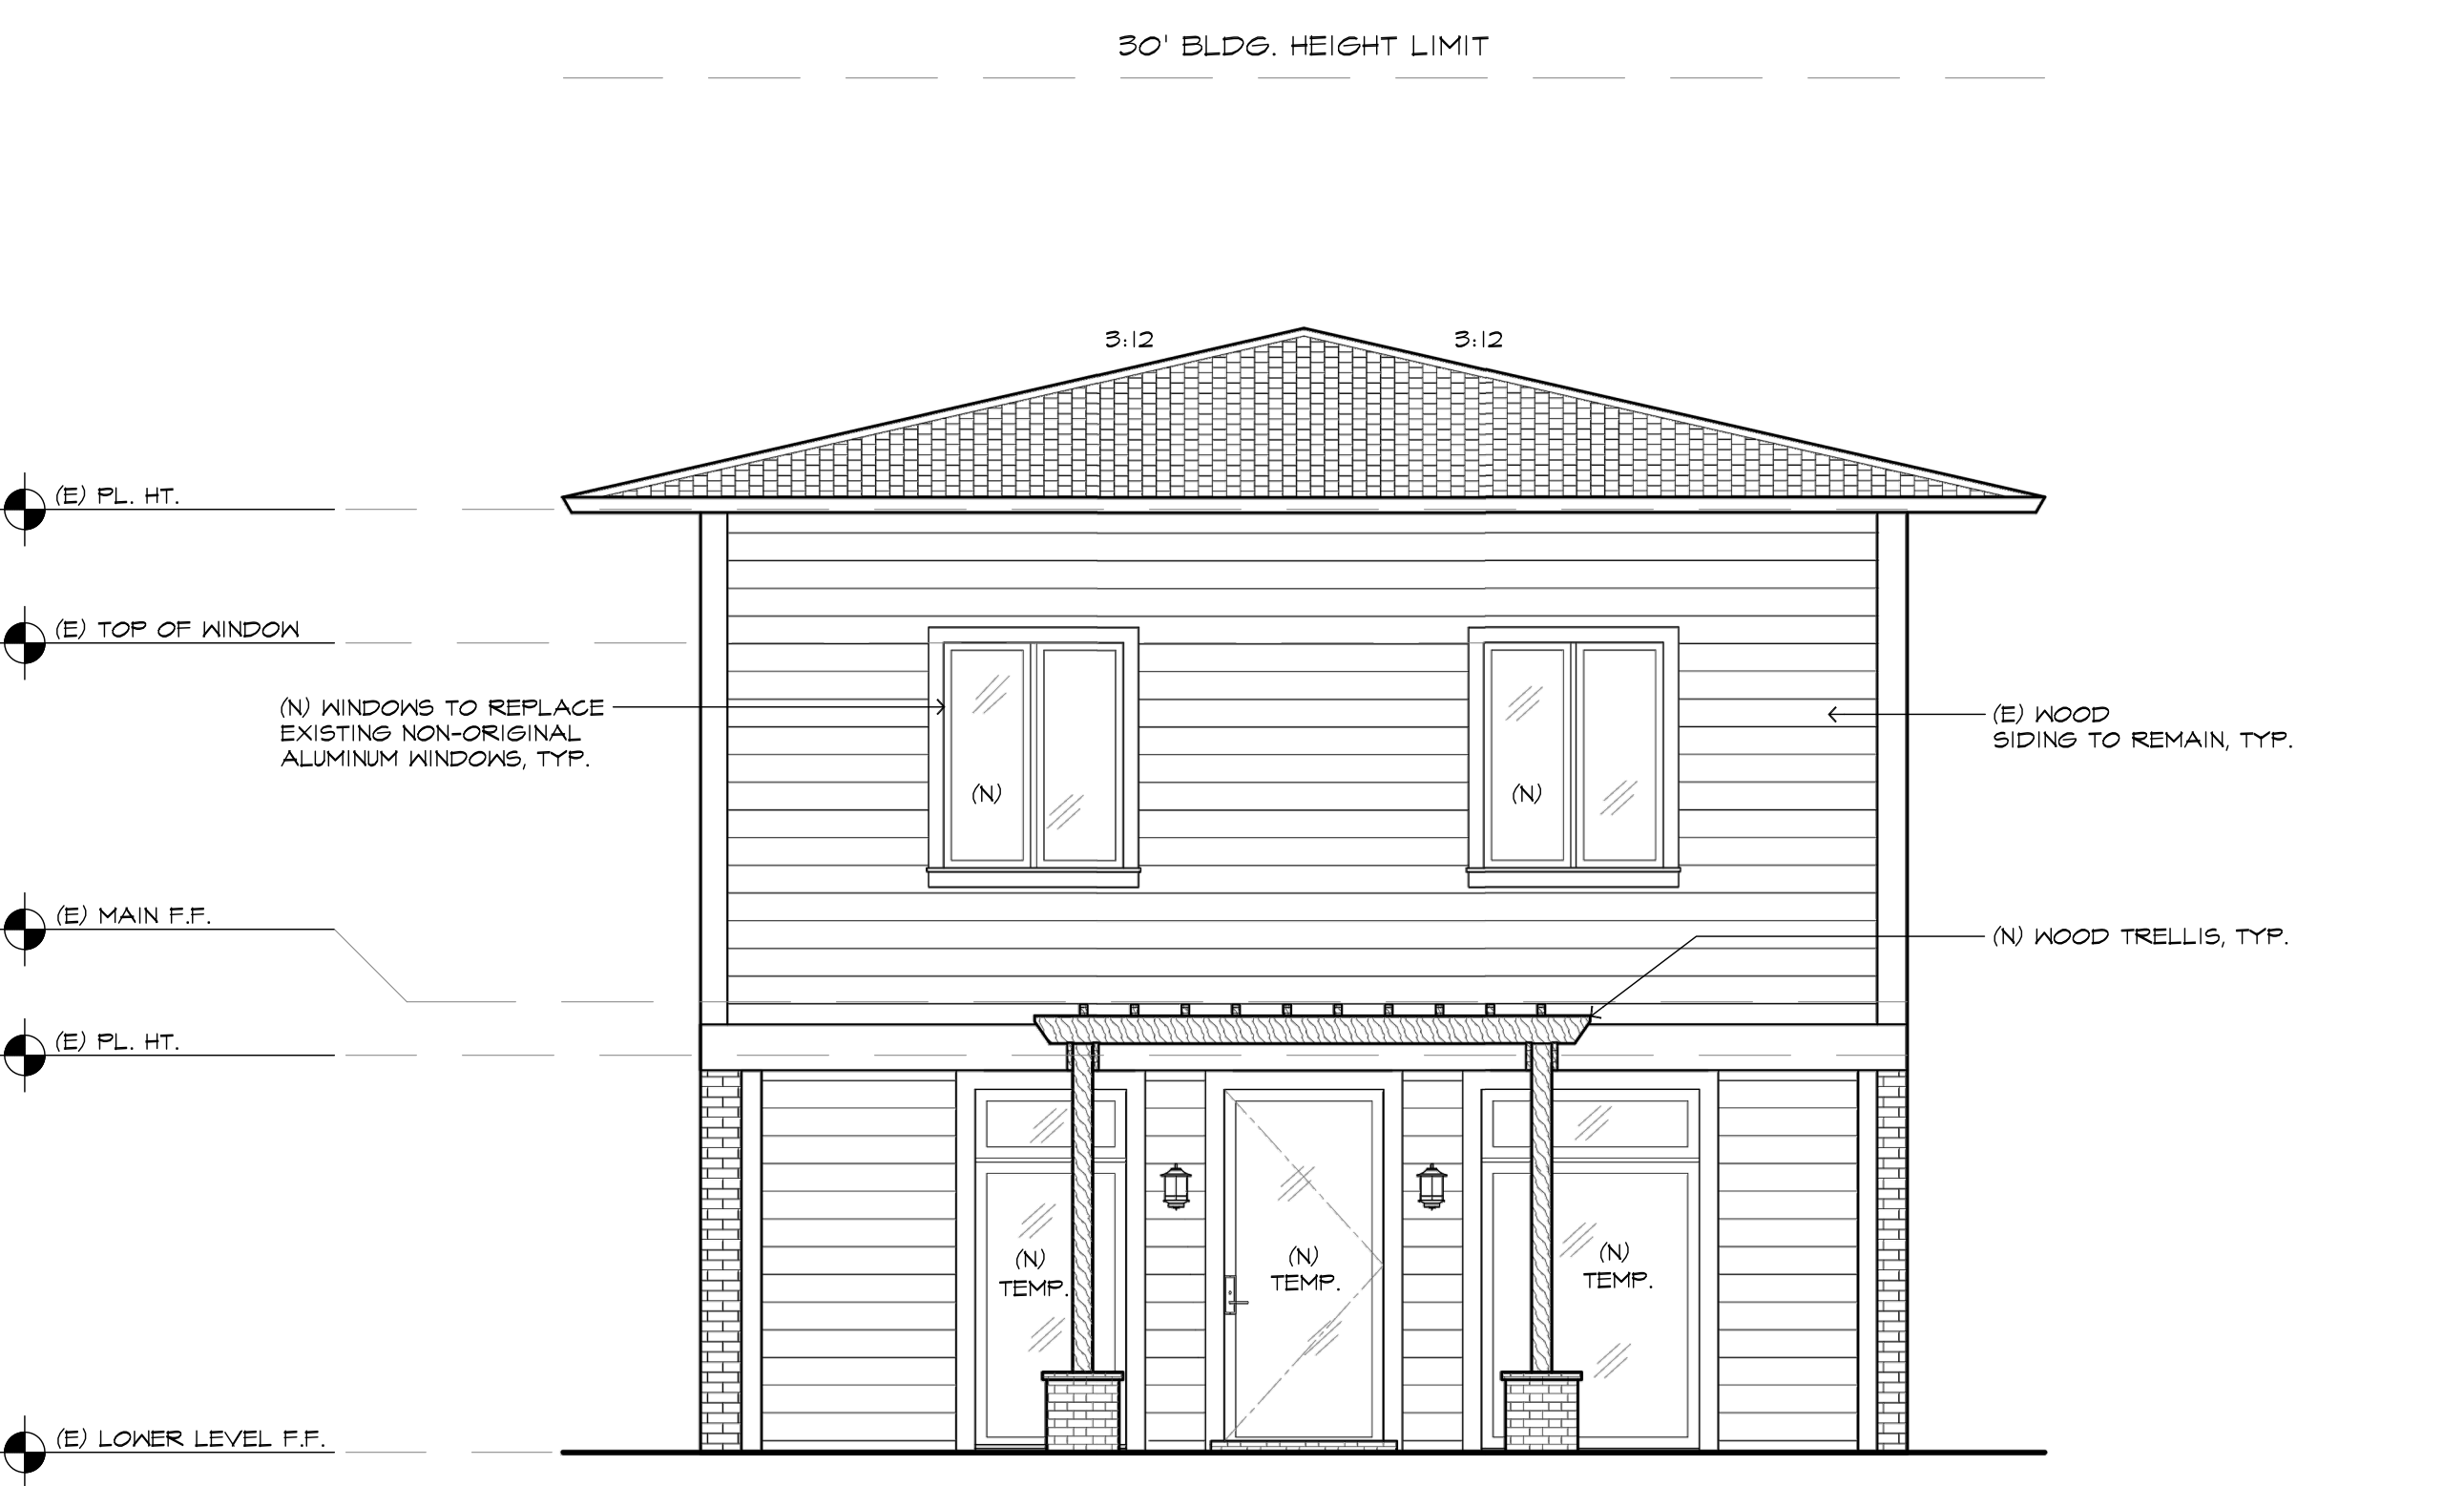 30' BLDG. HEIGHT LIMIT
3:12
3:12
(E) PL. HT.
(E) TOP OF WINDOW
(N) WINDOWS TO REPLACE
EXISTING NON-ORIGINAL
ALUMINUM WINDOWS, TYP.
(E) WOOD
SIDING TO REMAIN, TYP.
(N)
(N)
(E) MAIN F.F.
(N) WOOD TRELLIS, TYP.
(E) PL. HT.
(N)
TEMP.
(N)
TEMP.
(N)
TEMP.
(E) LOWER LEVEL F.F.